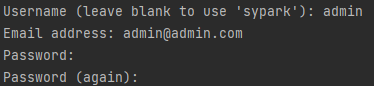 Username (leave blank to use 'sypark'): admin
Email address: admin@admin.com
Password:
Password (again):